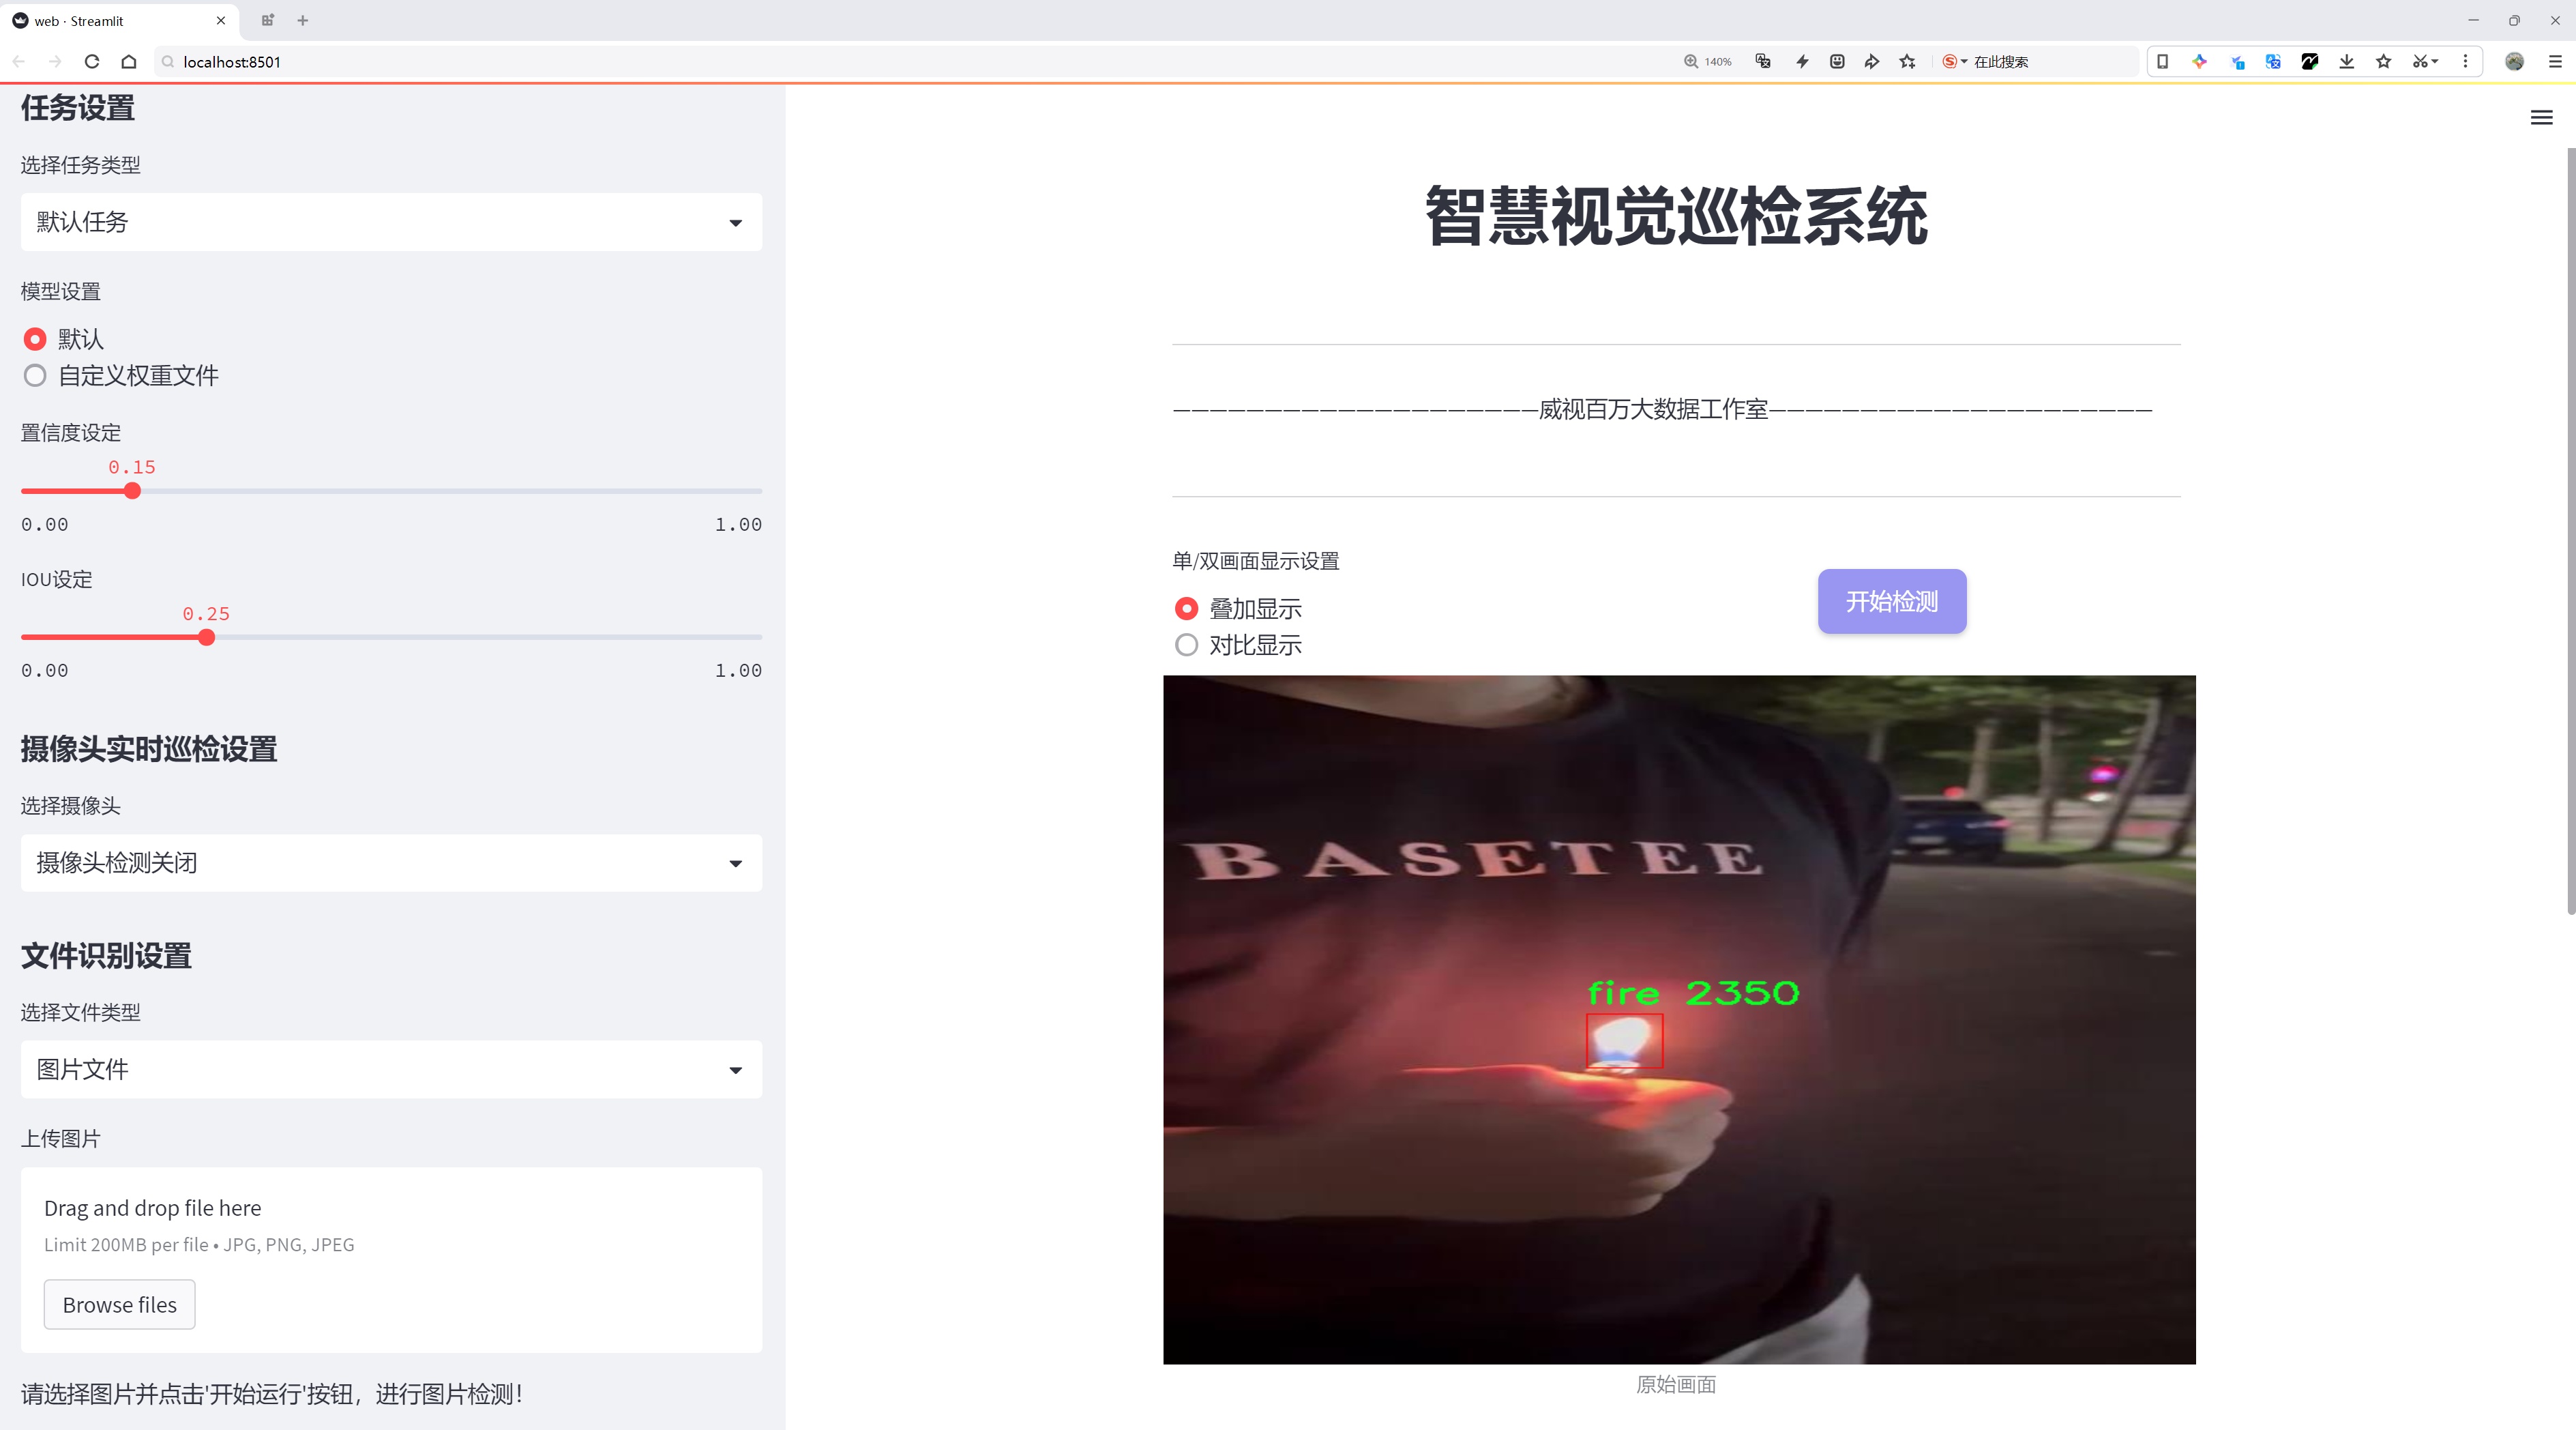 web · Streamlit
localhost:8501
140%
在此搜索
任务设置
选择任务类型
默认任务
模型设置
默认
自定义权重文件
置信度设定
0.15
0.00 1.00
IOU设定
0.25
0.00 1.00
摄像头实时巡检设置
选择摄像头
摄像头检测关闭
文件识别设置
选择文件类型
图片文件
上传图片
Drag and drop file here
Limit 200MB per file • JPG, PNG, JPEG
Browse files
请选择图片并点击'开始运行'按钮，进行图片检测！
智慧视觉巡检系统
————————————————————威视百万大数据工作室—————————————————————
单/双画面显示设置
叠加显示
对比显示
开始检测
BASETEE
fire 2350
原始画面